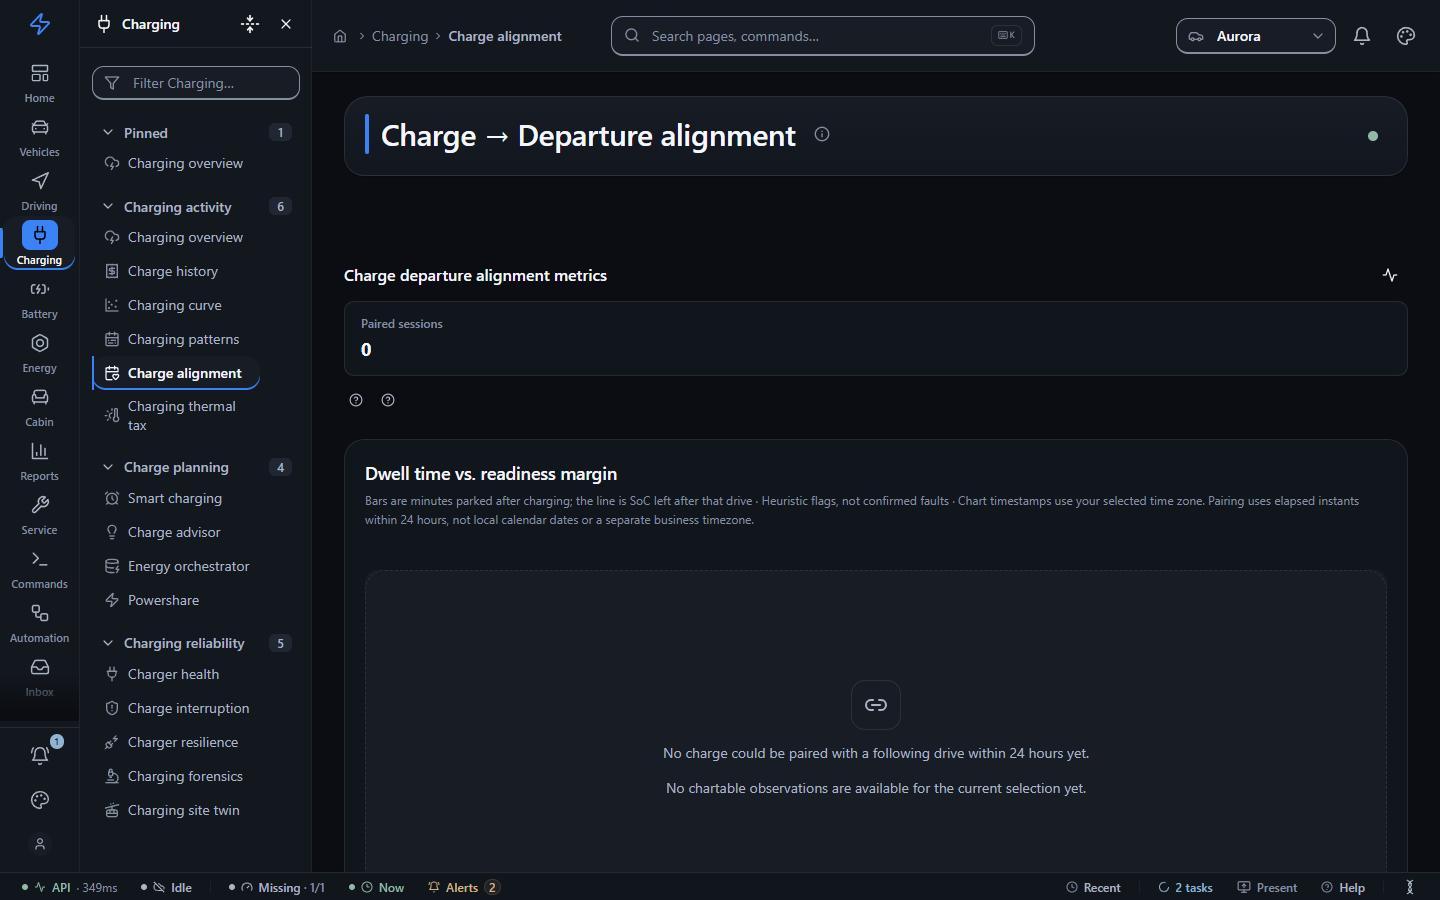 Home
Vehicles
Driving
Charging
Battery
Energy
Cabin
Reports
Service
Commands
Automation
Inbox
1
Charging
Filter Charging...
Pinned 1
Charging overview
Charging activity 6
Charging overview
Charge history
Charging curve
Charging patterns
Charge alignment
Charging thermal
tax
Charge planning 4
Smart charging
Charge advisor
Energy orchestrator
Powershare
Charging reliability 5
Charger health
Charge interruption
Charger resilience
Charging forensics
Charging site twin
Charging Charge alignment
Search pages, commands... K
Aurora
Charge → Departure alignment
Charge departure alignment metrics
Paired sessions
0
Dwell time vs. readiness margin
Bars are minutes parked after charging; the line is SoC left after that drive · Heuristic flags, not confirmed faults · Chart timestamps use your selected time zone. Pairing uses elapsed instants
within 24 hours, not local calendar dates or a separate business timezone.
No charge could be paired with a following drive within 24 hours yet.
No chartable observations are available for the current selection yet.
API · 349ms Idle Missing · 1/1 Now Alerts 2 Recent 2 tasks Present Help